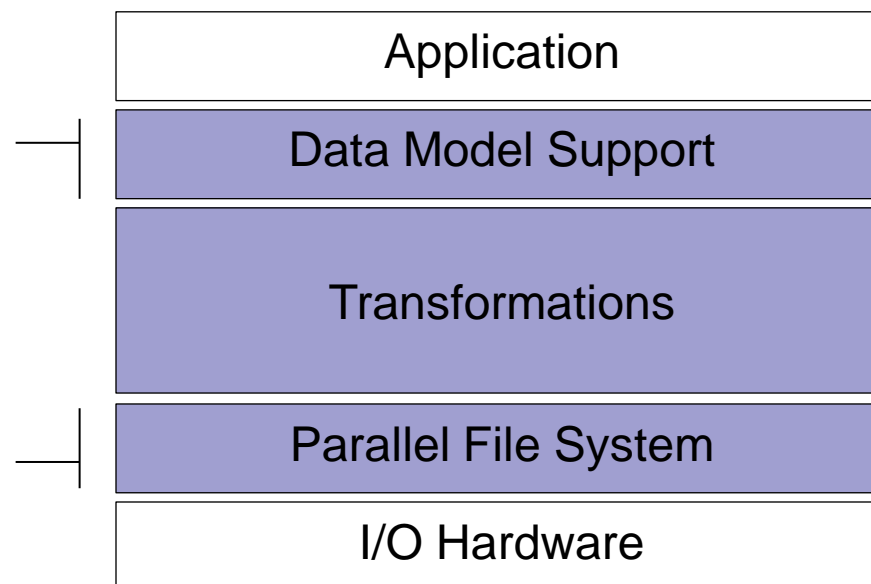 Application
Data Model Support
Transformations
Parallel File System
I/O Hardware